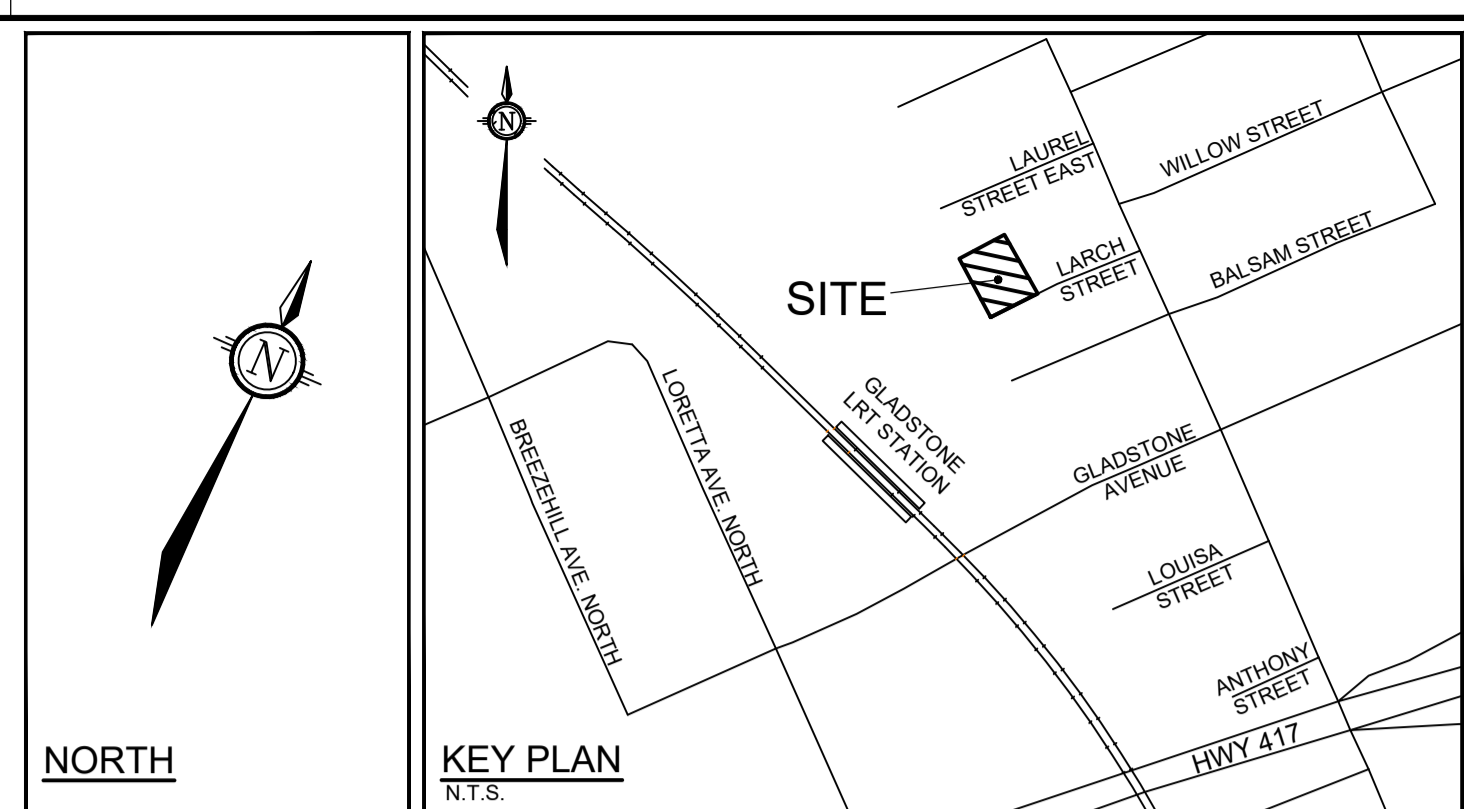 N
NORTH
N
LAUREL
STREET EAST
WILLOW STREET
LARCH
STREET
BALSAM STREET
SITE
GLADSTONE
LRT STATION
LORETTA AVE. NORTH
BREEZEHILL AVE. NORTH
GLADSTONE
AVENUE
LOUISA
STREET
ANTHONY
STREET
HWY 417
KEY PLAN
N.T.S.